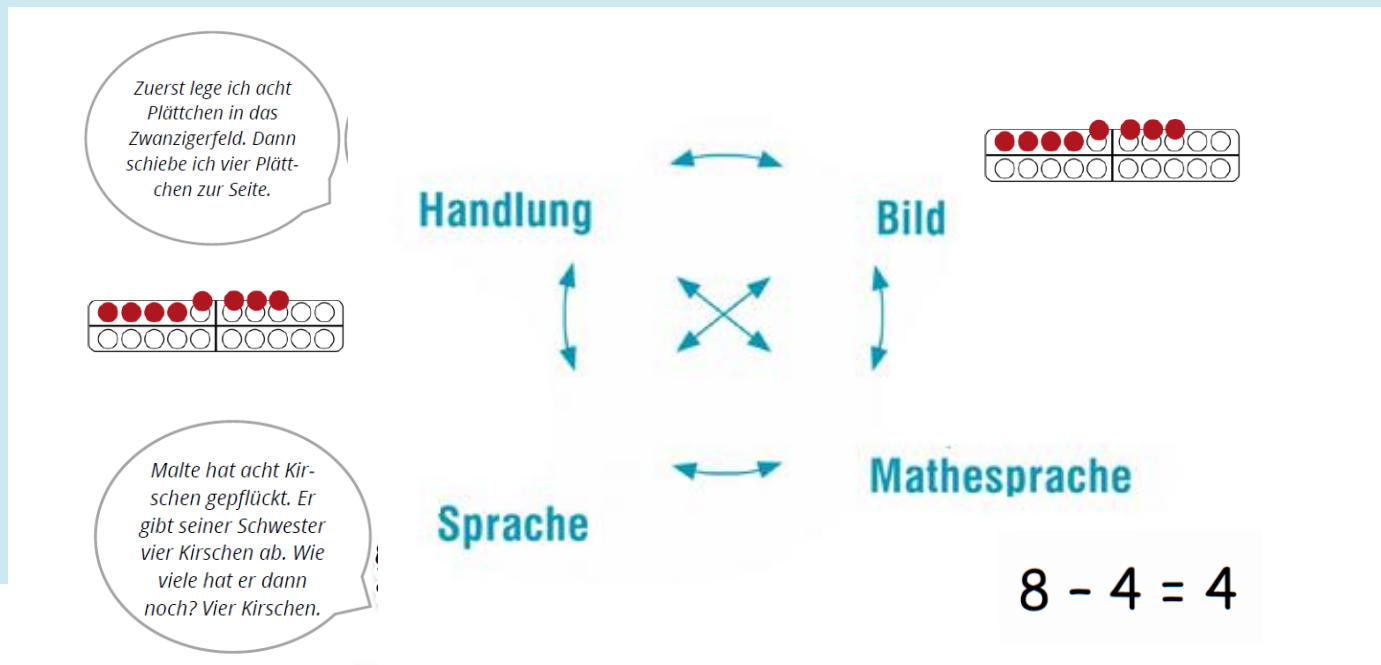 Zuerst lege ich acht
Plättchen in das
Zwanzigerfeld. Dann
schiebe ich vier Plätt-
chen zur Seite.
Handlung
Bild
Malte hat acht Kir-
schen gepflückt. Er
gibt seiner Schwester
vier Kirschen ab. Wie
viele hat er dann
noch? Vier Kirschen.
Sprache
Mathesprache
8 - 4 = 4